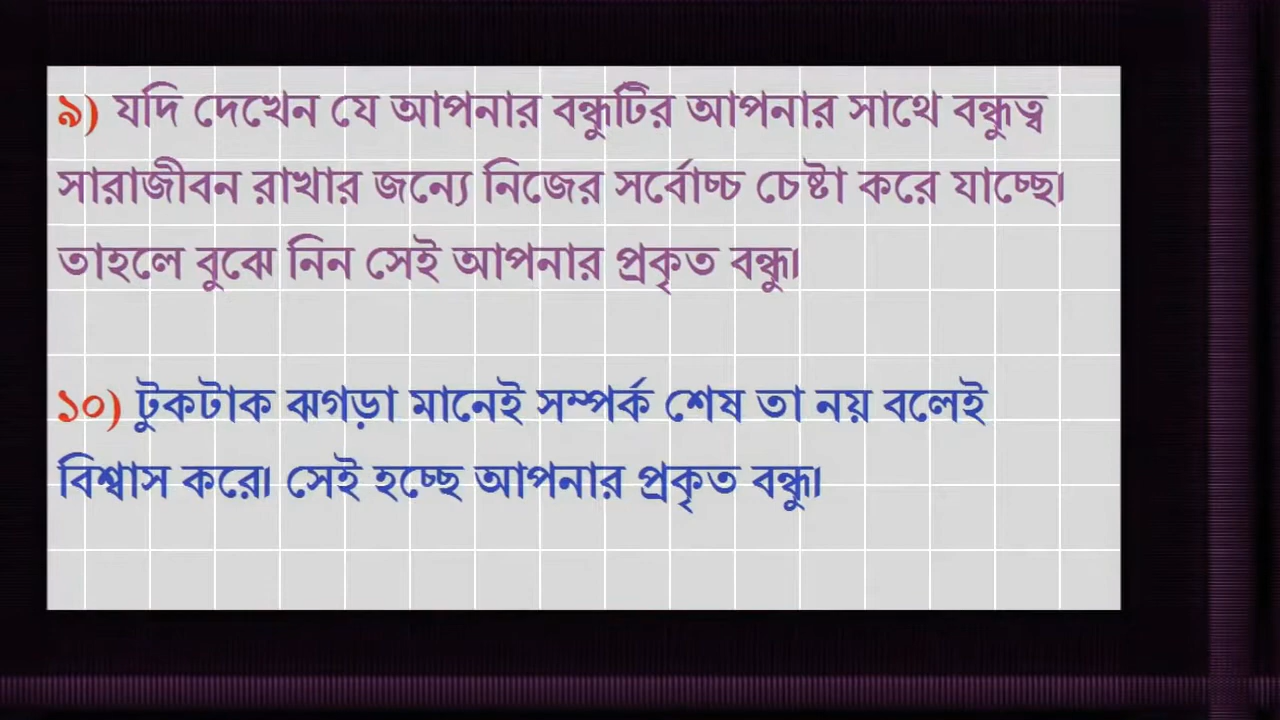 ৯) যদি দেখেন যে আপনার বন্ধুটির আপনার সাথে বন্ধুত্ব
সারাজীবন রাখার জন্যে নিজের সর্বোচ্চ চেষ্টা করে যাচ্ছে।
তাহলে বুঝে নিন সেই আপনার প্রকৃত বন্ধু।
১০) টুকটাক ঝগড়া মানেই সম্পর্ক শেষ তা নয় বলেই
বিশ্বাস করে। সেই হচ্ছে আপনার প্রকৃত বন্ধু।